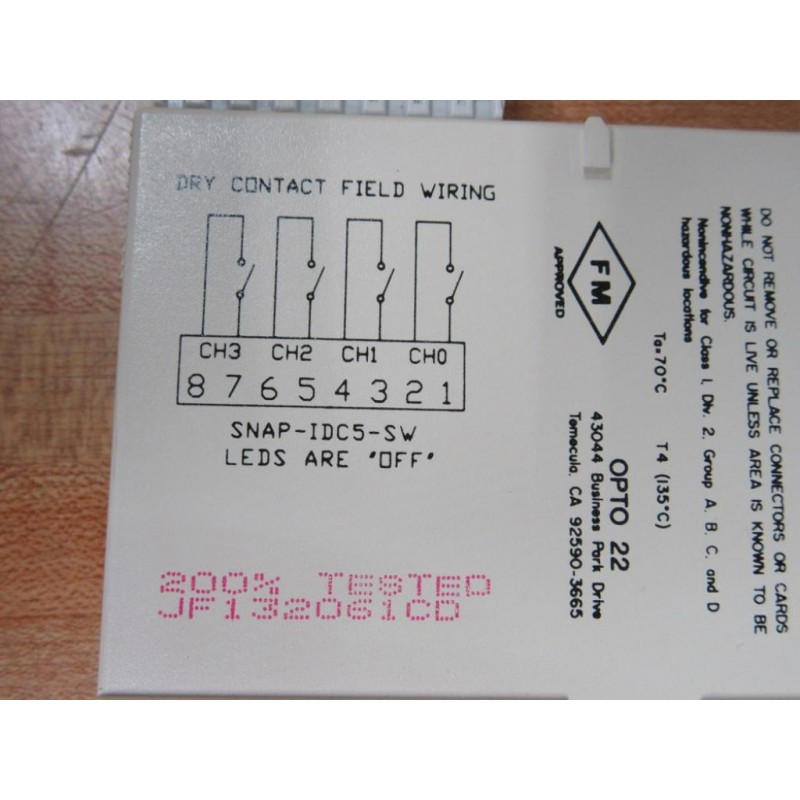 DRY CONTACT FIELD WIRING
CH3 CH2 CH1 CH0
8 7 6 5 4 3 2 1
SNAP-IDC5-SW
LEDS ARE "OFF"
200% TESTED
JF132061CD
FM
APPROVED
OPTO 22
43044 Business Park Drive
Temecula, CA 92590-3665
Ta=70°C T4 (135°C)
Nonincendive for Class I, Div. 2, Group A, B, C, and D
hazardous locations
DO NOT REMOVE OR REPLACE CONNECTORS OR CARDS
WHILE CIRCUIT IS LIVE UNLESS AREA IS KNOWN TO BE
NONHAZARDOUS.